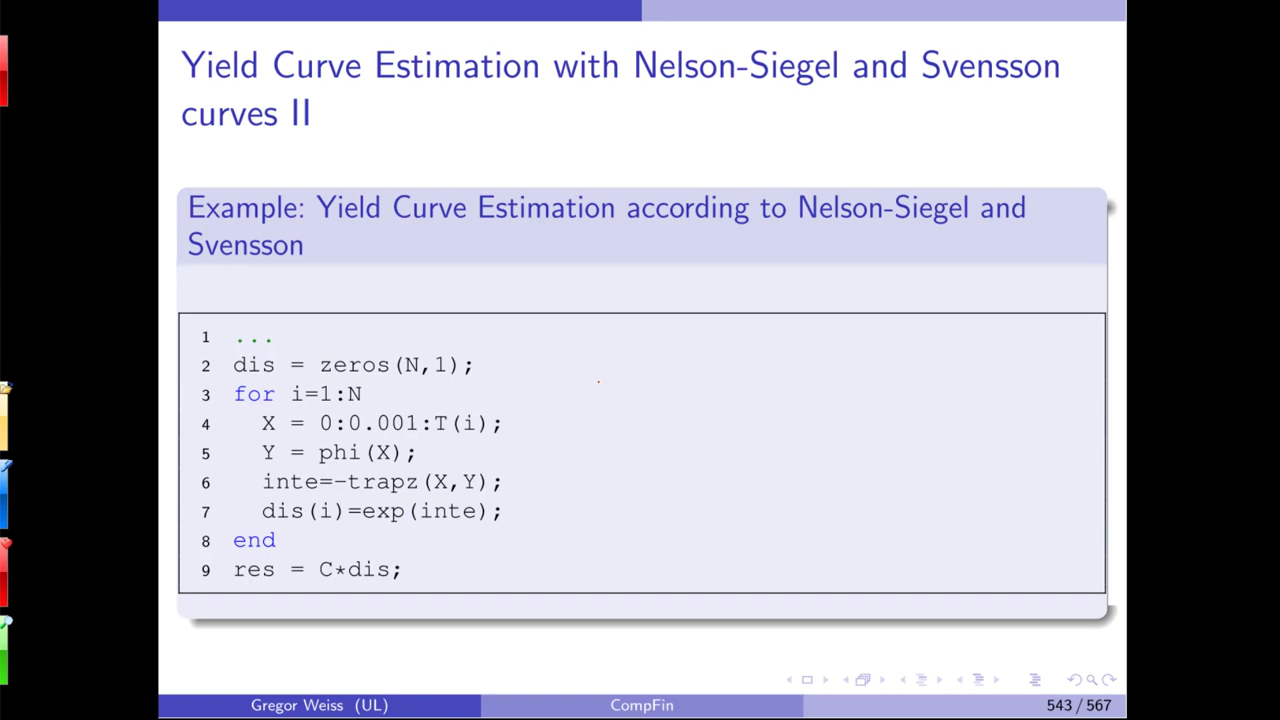 Yield Curve Estimation with Nelson-Siegel and Svensson
curves II
Example: Yield Curve Estimation according to Nelson-Siegel and
Svensson
1 ...
2 dis = zeros(N,1);
3 for i=1:N
4 X = 0:0.001:T(i);
5 Y = phi(X);
6 inte=-trapz(X,Y);
7 dis(i)=exp(inte);
8 end
9 res = C*dis;
Gregor Weiss (UL) CompFin 543 / 567